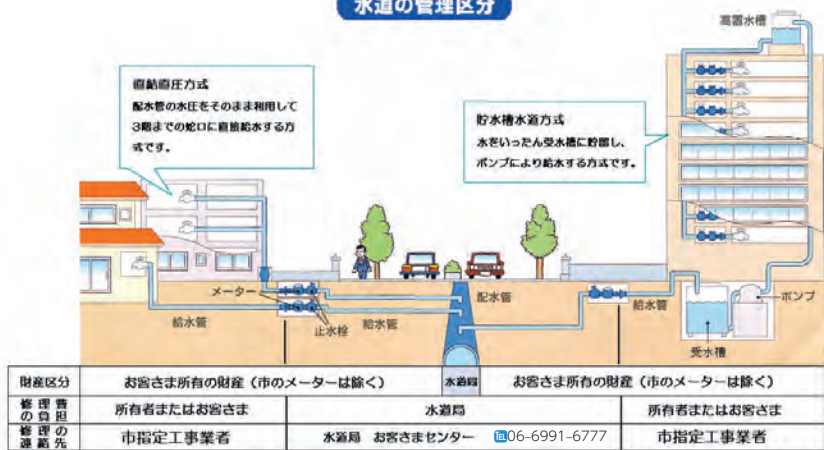 水道の管理区分
高置水槽
直結直圧方式
配水管の水圧をそのまま利用して
3階までの蛇口に直接給水する方
式です。
貯水槽水道方式
水をいったん受水槽に貯留し、
ポンプにより給水する方式です。
メーター
給水管
止水栓
給水管
配水管
給水管
ポンプ
受水槽
財産区分 お客さま所有の財産（市のメーターは除く） 水道局 お客さま所有の財産（市のメーターは除く）
修理費の負担 所有者またはお客さま 水道局 所有者またはお客さま
修理の連絡先 市指定工事業者 水道局 お客さまセンター TEL06-6991-6777 市指定工事業者